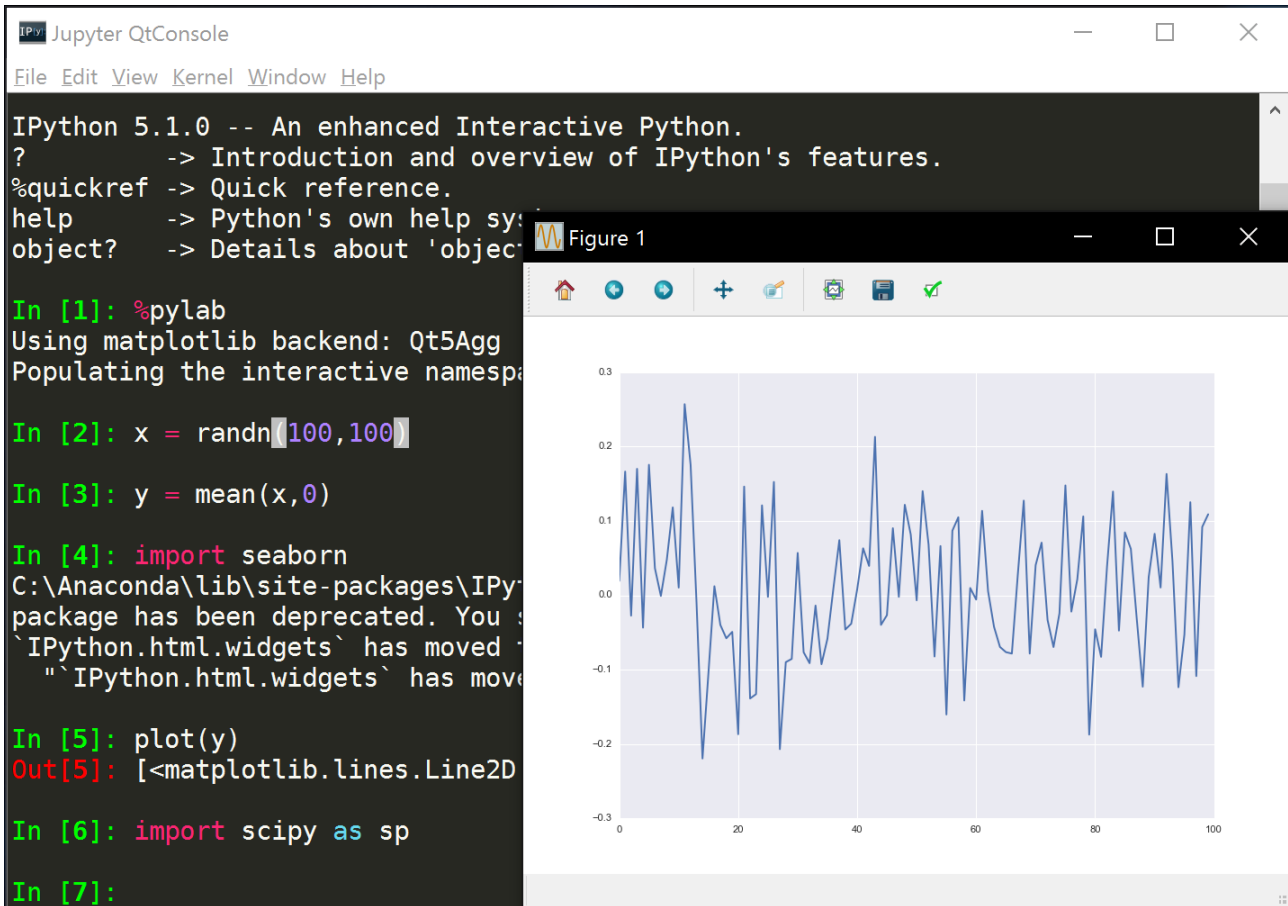 IP[y]: Jupyter QtConsole
File Edit View Kernel Window Help
IPython 5.1.0 -- An enhanced Interactive Python.
? -> Introduction and overview of IPython's features.
%quickref -> Quick reference.
help -> Python's own help
object? -> Details about
In [1]: %pylab
Using matplotlib backend: Qt5Agg
Populating the interactive
In [2]: x = randn(100,100)
In [3]: y = mean(x,0)
In [4]: import seaborn
C:\Anaconda\lib\site-packages\
package has been deprecated. You
`IPython.html.widgets` has moved
"`IPython.html.widgets` has
In [5]: plot(y)
Out[5]: [<matplotlib.lines.Line2D
In [6]: import scipy as sp
In [7]:
Figure 1
0.3
0.2
0.1
0.0
−0.1
−0.2
−0.3
0 20 40 60 80 100